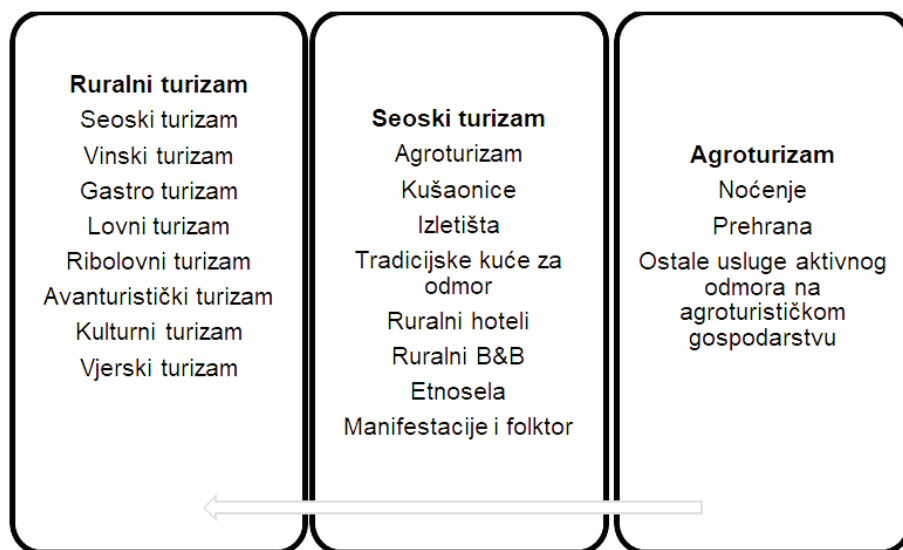 Ruralni turizam
Seoski turizam
Vinski turizam
Gastro turizam
Lovni turizam
Ribolovni turizam
Avanturistički turizam
Kulturni turizam
Vjerski turizam
Seoski turizam
Agroturizam
Kušaonice
Izletišta
Tradicijske kuće za
odmor
Ruralni hoteli
Ruralni B&B
Etnosela
Manifestacije i folktor
Agroturizam
Noćenje
Prehrana
Ostale usluge aktivnog
odmora na
agroturističkom
gospodarstvu